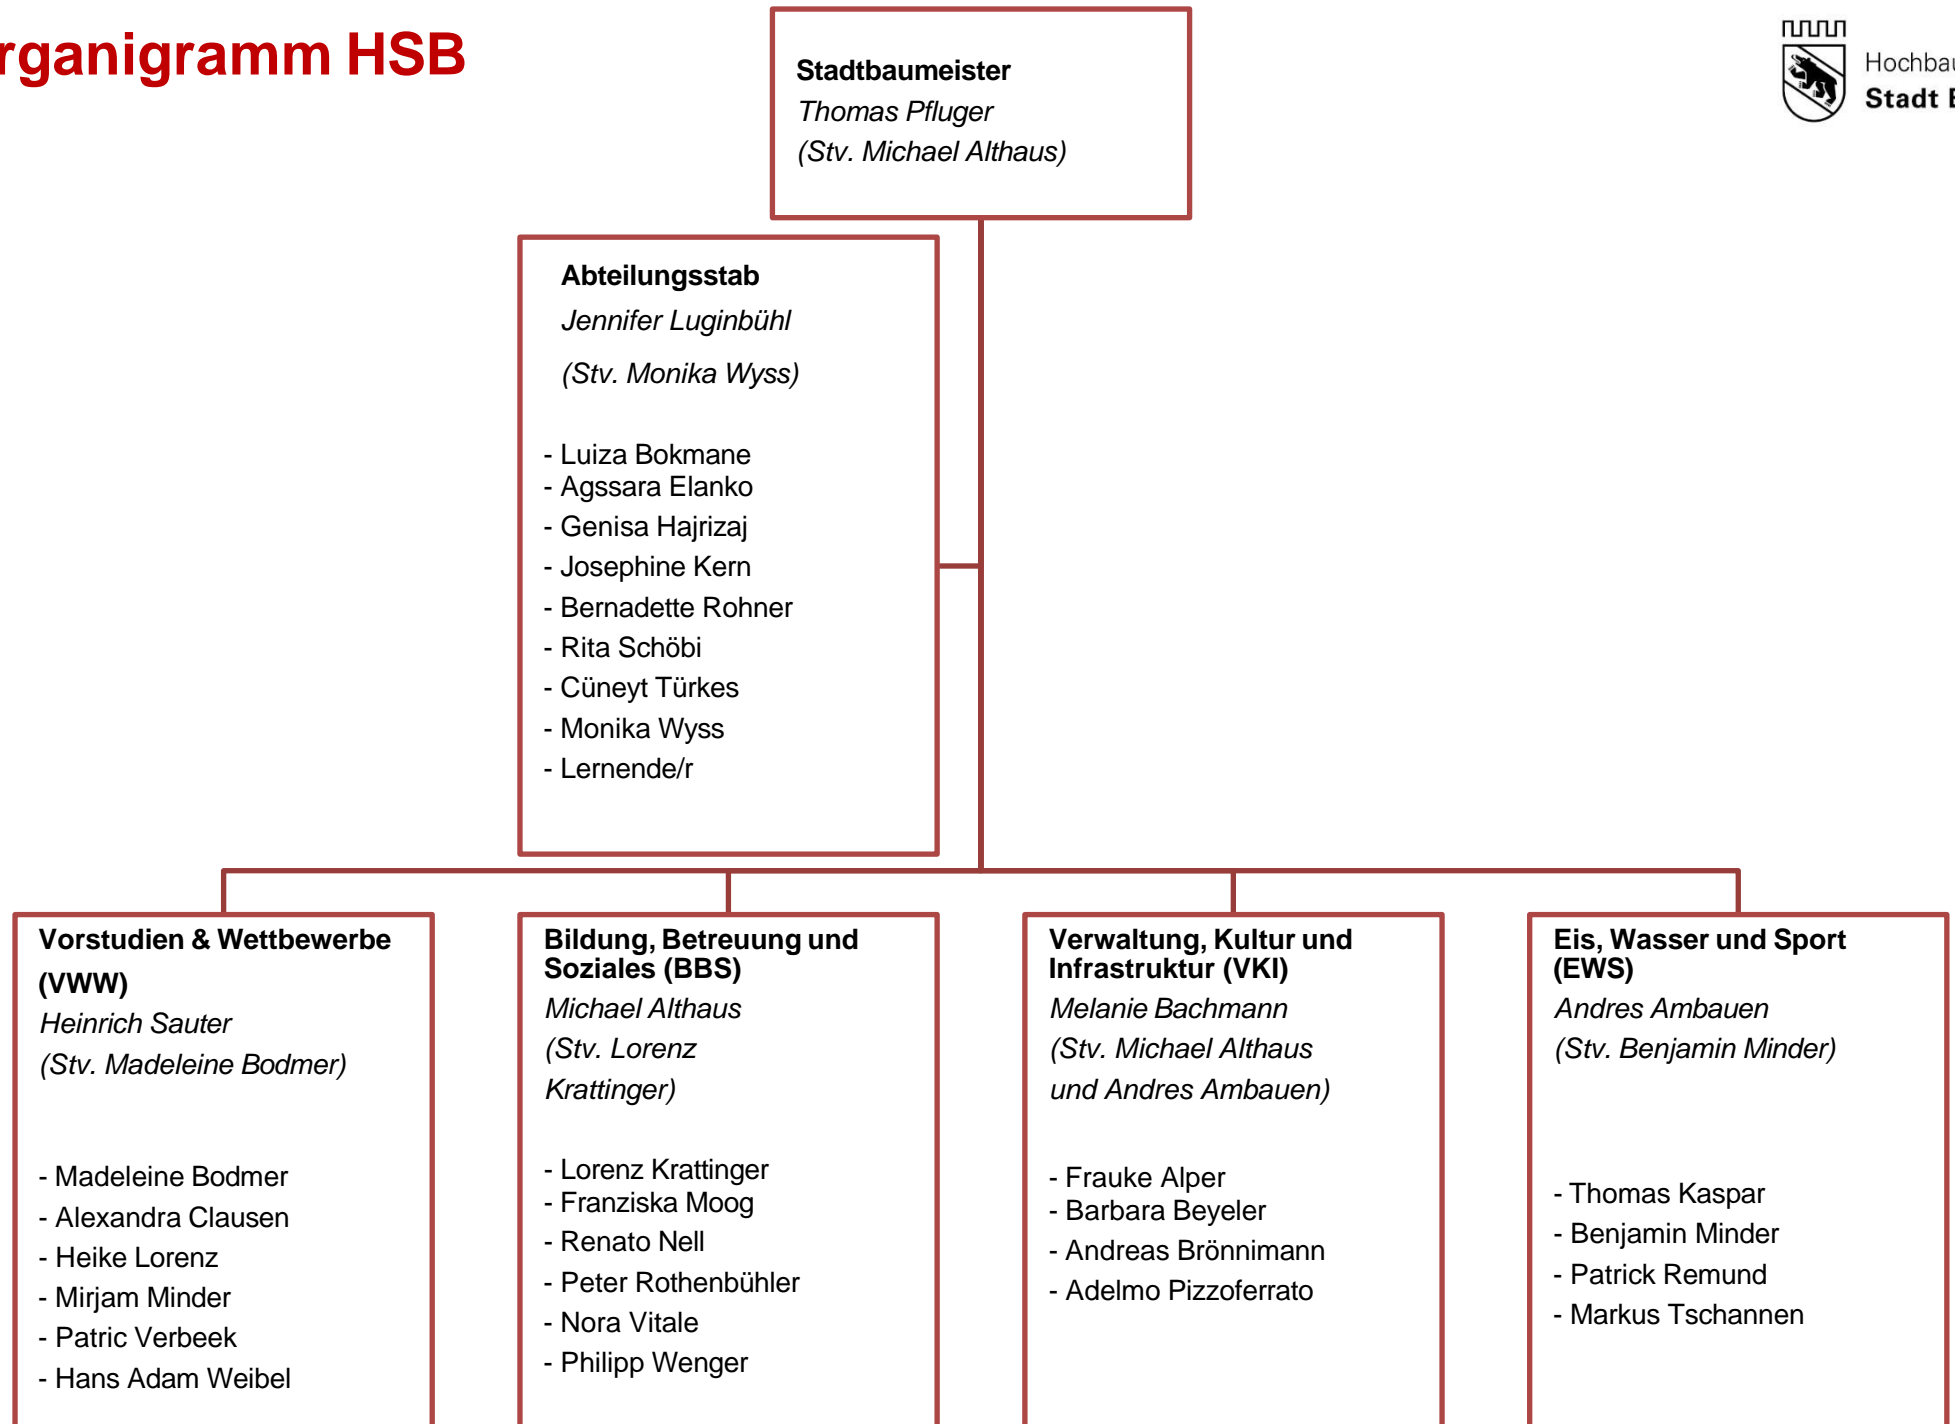 rganigramm HSB
Hochbau
Stadt
Stadtbaumeister
Thomas Pfluger
(Stv. Michael Althaus)
Abteilungsstab
Jennifer Luginbühl
(Stv. Monika Wyss)
- Luiza Bokmane
- Agssara Elanko
- Genisa Hajrizaj
- Josephine Kern
- Bernadette Rohner
- Rita Schöbi
- Cüneyt Türkes
- Monika Wyss
- Lernende/r
Vorstudien & Wettbewerbe
(VWW)
Heinrich Sauter
(Stv. Madeleine Bodmer)
- Madeleine Bodmer
- Alexandra Clausen
- Heike Lorenz
- Mirjam Minder
- Patric Verbeek
- Hans Adam Weibel
Bildung, Betreuung und
Soziales (BBS)
Michael Althaus
(Stv. Lorenz
Krattinger)
- Lorenz Krattinger
- Franziska Moog
- Renato Nell
- Peter Rothenbühler
- Nora Vitale
- Philipp Wenger
Verwaltung, Kultur und
Infrastruktur (VKI)
Melanie Bachmann
(Stv. Michael Althaus
und Andres Ambauen)
- Frauke Alper
- Barbara Beyeler
- Andreas Brönnimann
- Adelmo Pizzoferrato
Eis, Wasser und Sport
(EWS)
Andres Ambauen
(Stv. Benjamin Minder)
- Thomas Kaspar
- Benjamin Minder
- Patrick Remund
- Markus Tschannen